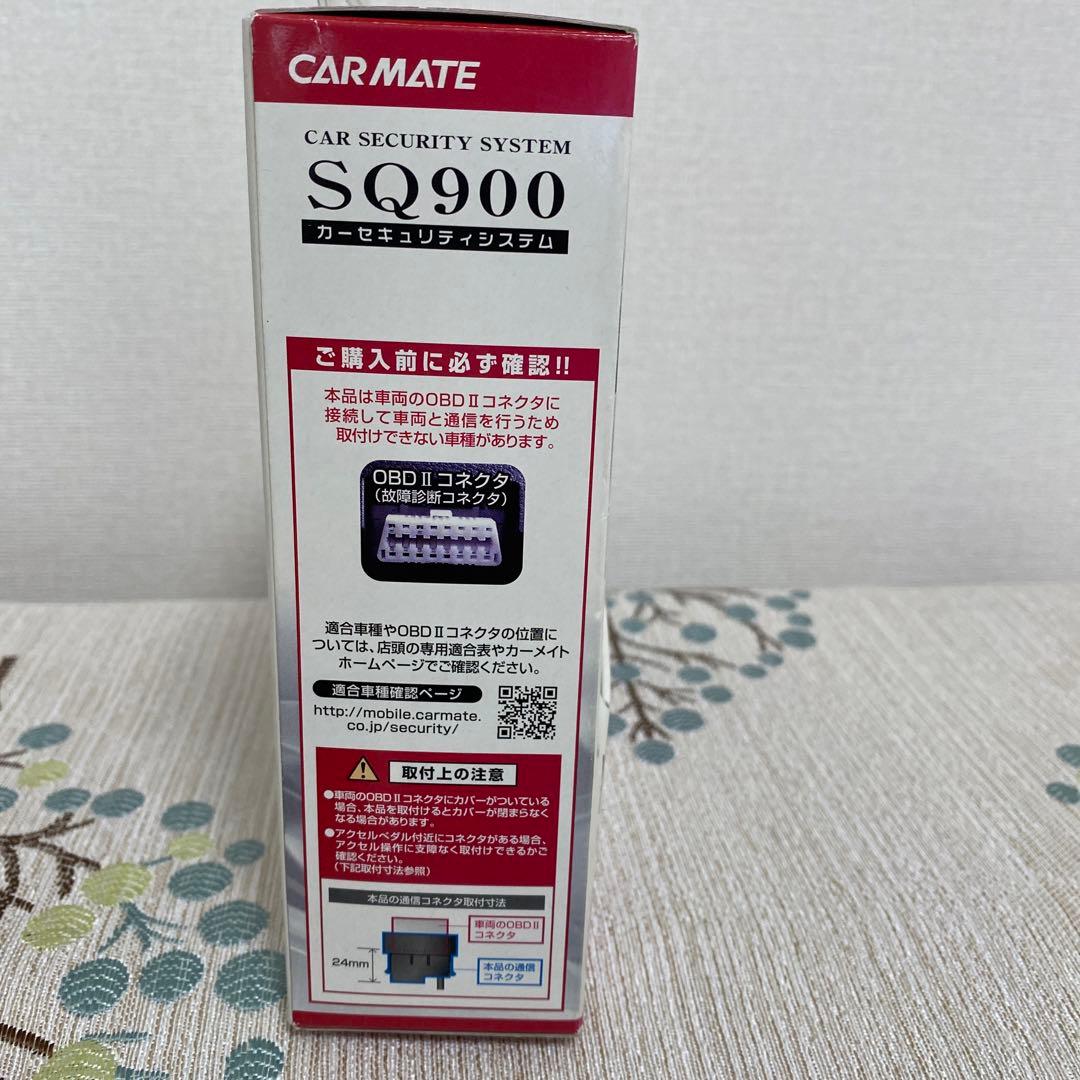 CARMATE
CAR SECURITY SYSTEM
SQ900
カーセキュリティシステム
ご購入前に必ず確認!!
本品は車両のOBDⅡコネクタに
接続して車両と通信を行うため
取付けできない車種があります。
OBDⅡコネクタ
(故障診断コネクタ)
適合車種やOBDⅡコネクタの位置に
ついては、店頭の専用適合表やカーメイト
ホームページでご確認ください。
適合車種確認ページ
http://mobile.carmate.
co.jp/security/
取付上の注意
●車両のOBDⅡコネクタにカバーがついている
場合、本品を取付けるとカバーが閉まらなく
なる場合があります。
●アクセルペダル付近にコネクタがある場合、
アクセル操作に支障なく取付けできるかご
確認ください。
(下記取付寸法参照)
本品の通信コネクタ取付寸法
車両のOBDⅡ
コネクタ
24mm
本品の通信
コネクタ